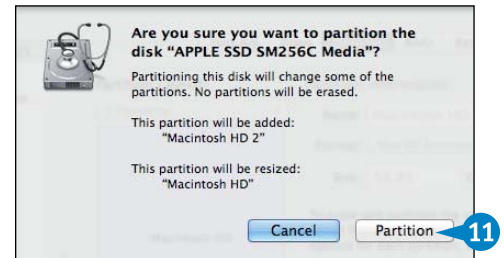 Are you sure you want to partition the
disk “APPLE SSD SM256C Media”?
Partitioning this disk will change some of the
partitions. No partitions will be erased.
This partition will be added:
“Macintosh HD 2”
This partition will be resized:
“Macintosh HD”
Cancel
Partition
11